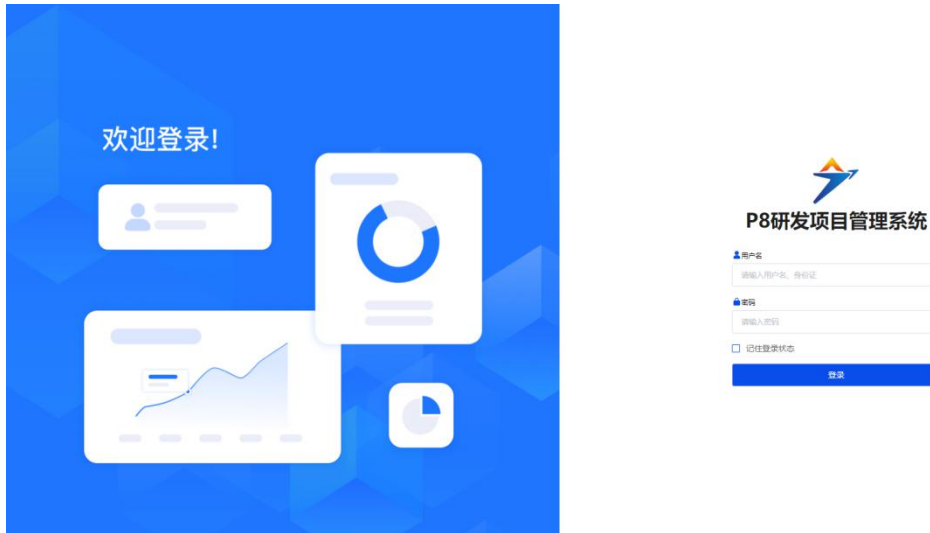 欢迎登录!
P8研发项目管理系统
用户名
请输入用户名、身份证
密码
请输入密码
记住登录状态
登录